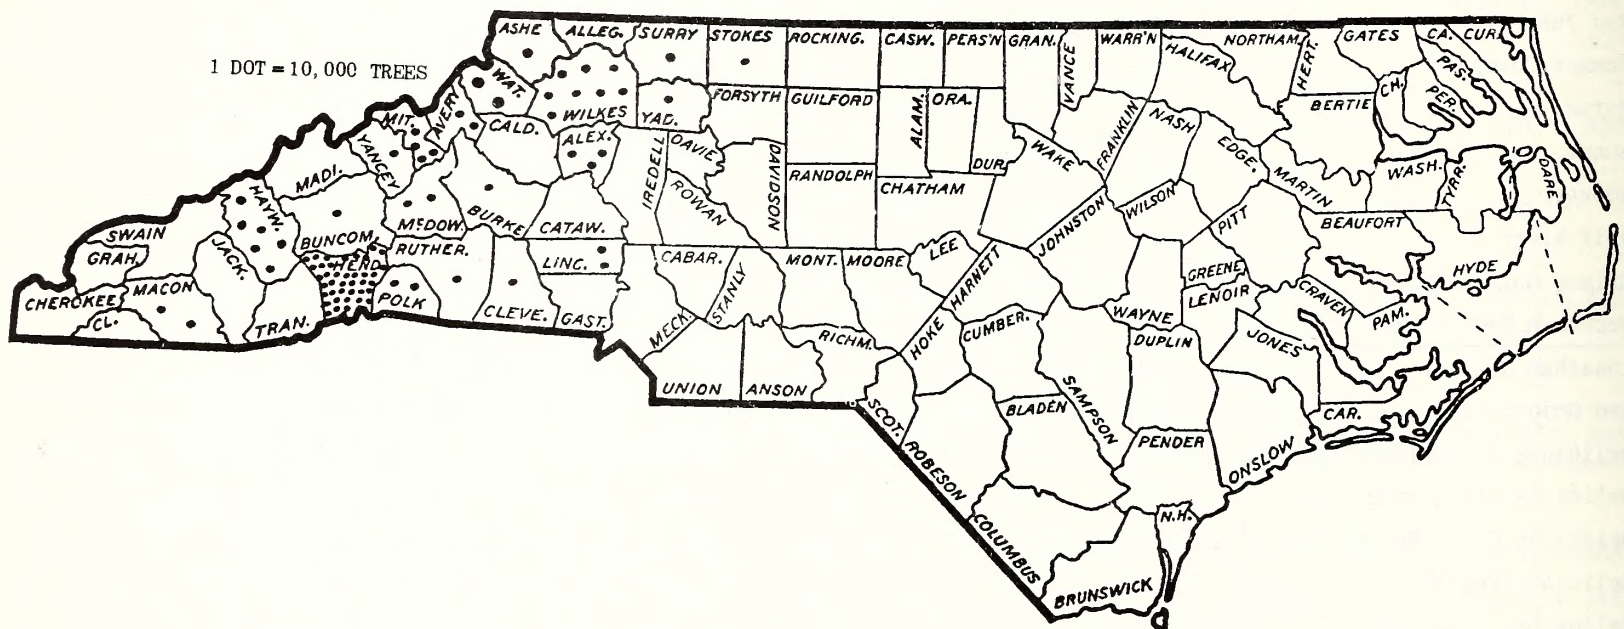 1 DOT = 10,000 TREES
ASHE
ALLEG.
SURRY
STOKES
ROCKING.
CASW.
PERS'N
GRAN.
VANCE
WARR'N
HALIFAX
NORTHAM.
HERT.
GATES
CA.
CUR.
PAS.
PER.
CH.
WAT.
WILKES
YAD.
FORSYTH
GUILFORD
ALAM.
ORA.
DUR.
FRANKLIN
NASH
BERTIE
MIT.
AVERY
CALD.
ALEX.
IREDELL
DAVIE
DAVIDSON
RANDOLPH
CHATHAM
WAKE
EDGE.
MARTIN
WASH.
TYRR.
DARE
MADI.
YANCEY
HAYW.
BUNCOM.
McDOW.
BURKE
CATAW.
ROWAN
JOHNSTON
WILSON
PITT
BEAUFORT
HYDE
SWAIN
GRAH.
JACK.
HEND.
RUTHER.
LINC.
CABAR.
STANLY
MONT.
MOORE
LEE
HARNETT
GREENE
LENOIR
CRAVEN
PAM.
CHEROKEE
MACON
CL.
TRAN.
POLK
CLEVE.
GAST.
MECK.
RICHM.
HOKE
CUMBER.
WAYNE
DUPLIN
JONES
UNION
ANSON
SCOT.
ROBESON
BLADEN
SAMPSON
PENDER
ONSLOW
CAR.
COLUMBUS
N.H.
BRUNSWICK